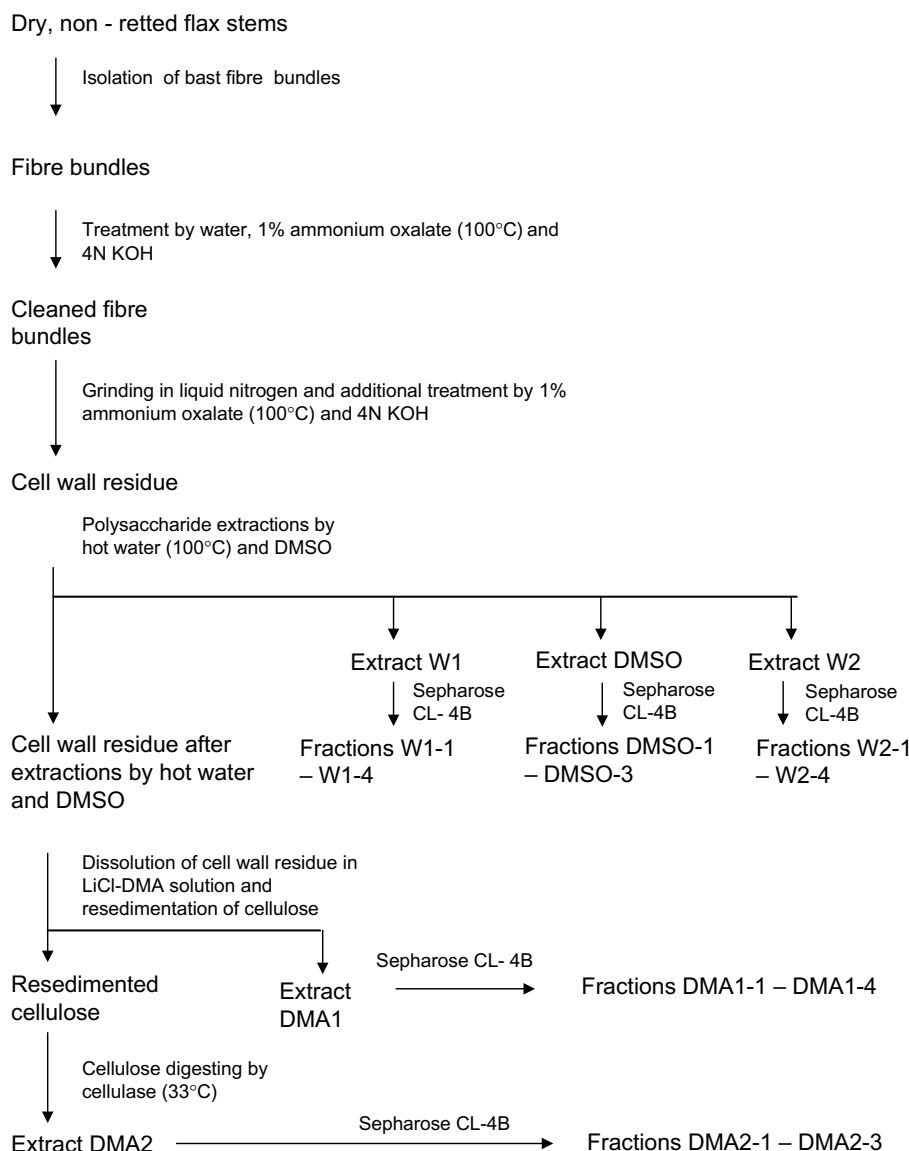 Dry, non - retted flax stems
Isolation of bast fibre bundles
Fibre bundles
Treatment by water, 1% ammonium oxalate (100°C) and
4N KOH
Cleaned fibre
bundles
Grinding in liquid nitrogen and additional treatment by 1%
ammonium oxalate (100°C) and 4N KOH
Cell wall residue
Polysaccharide extractions by
hot water (100°C) and DMSO
Extract W1
Sepharose
CL- 4B
Fractions W1-1
– W1-4
Extract DMSO
Sepharose
CL-4B
Fractions DMSO-1
– DMSO-3
Extract W2
Sepharose
CL-4B
Fractions W2-1
– W2-4
Cell wall residue after
extractions by hot water
and DMSO
Dissolution of cell wall residue in
LiCl-DMA solution and
resedimentation of cellulose
Resedimented
cellulose
Extract
DMA1
Sepharose CL- 4B
Fractions DMA1-1 – DMA1-4
Cellulose digesting by
cellulase (33°C)
Extract DMA2
Sepharose CL-4B
Fractions DMA2-1 – DMA2-3